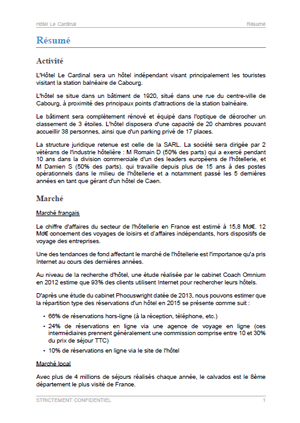 Hôtel Le Cardinal Résumé
Résumé
Activité
L'Hôtel Le Cardinal sera un hôtel indépendant visant principalement les touristes
visitant la station balnéaire de Cabourg.
L'hôtel se situe dans un bâtiment de 1920, situé dans une rue du centre-ville de
Cabourg, à proximité des principaux points d'attractions de la station balnéaire.
Le bâtiment sera complètement rénové et équipé dans l'optique de décrocher un
classement de 3 étoiles. L'hôtel disposera d'une capacité de 20 chambres pouvant
accueillir 38 personnes, ainsi que d'un parking privé de 17 places.
La structure juridique retenue est celle de la SARL. La société sera dirigée par 2
vétérans de l'industrie hôtelière : M Romain D (50% des parts) qui a exercé pendant
10 ans dans la division commerciale d'un des leaders européens de l'hôtellerie, et
M Damien S (50% des parts), qui travaille depuis plus de 15 ans à des postes
opérationnels dans le milieu de l'hôtellerie et a notamment passé les 5 dernières
années en tant que gérant d'un hôtel de Caen.
Marché
Marché français
Le chiffre d'affaires du secteur de l'hôtellerie en France est estimé à 15,8 Md€. 12
Md€ concernent des voyages de loisirs et d'affaires indépendants, hors dispositifs de
voyage des entreprises.
Une des tendances de fond affectant le marché de l'hôtellerie est l'importance qu'a pris
Internet au cours des dernières années.
Au niveau de la recherche d'hôtel, une étude réalisée par le cabinet Coach Omnium
en 2012 estime que 93% des clients utilisent Internet pour rechercher leurs hôtels.
D'après une étude du cabinet Phocuswright datée de 2013, nous pouvons estimer que
la répartition type des réservations d'un hôtel en 2015 se présente comme suit :
• 66% de réservations hors-ligne (à la réception, téléphone, etc.)
• 24% de réservations en ligne via une agence de voyage en ligne (ces
intermédiaires prennent généralement une commission comprise entre 10 et 30%
du prix de séjour TTC)
• 10% de réservations en ligne via le site de l'hôtel
Marché local
Avec plus de 4 millions de séjours réalisés chaque année, le calvados est le 8ème
département le plus visité de France.
STRICTEMENT CONFIDENTIEL 1